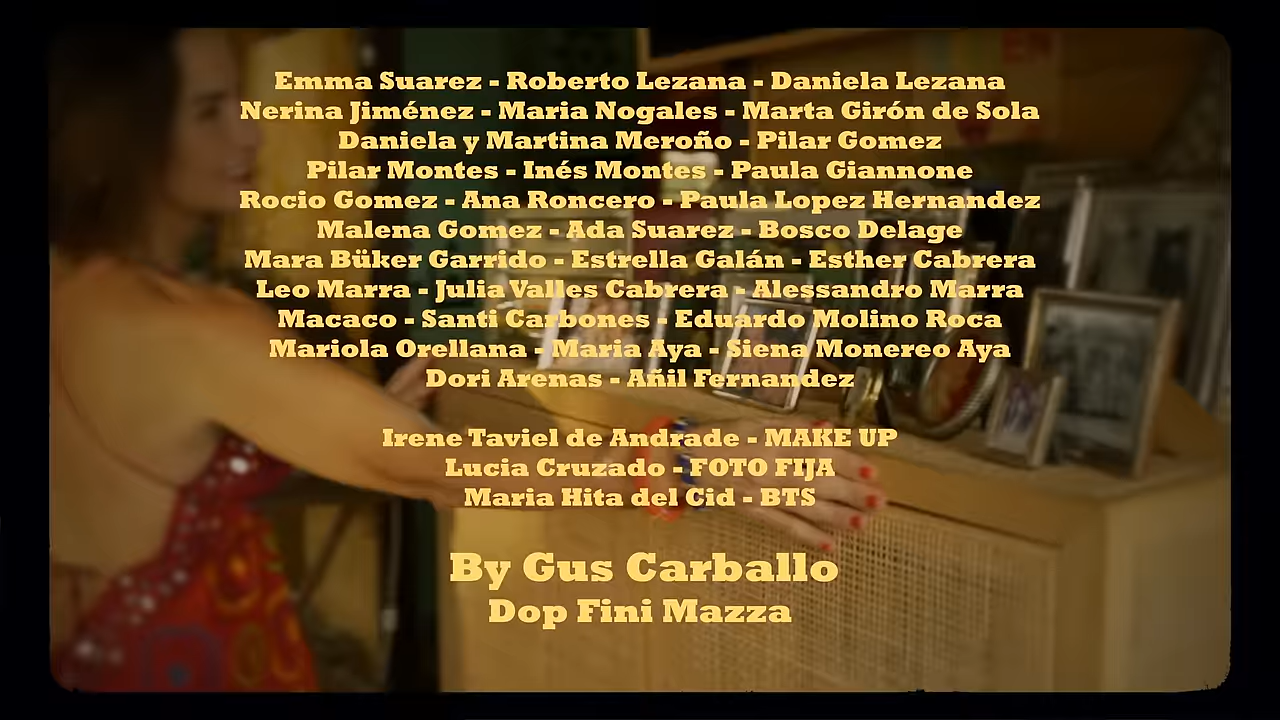 Emma Suarez - Roberto Lezana - Daniela Lezana
Nerina Jiménez - Maria Nogales - Marta Girón de Sola
Daniela y Martina Meroño - Pilar Gomez
Pilar Montes - Inés Montes - Paula Giannone
Rocio Gomez - Ana Roncero - Paula Lopez Hernandez
Malena Gomez - Ada Suarez - Bosco Delage
Mara Büker Garrido - Estrella Galán - Esther Cabrera
Leo Marra - Julia Valles Cabrera - Alessandro Marra
Macaco - Santi Carbones - Eduardo Molino Roca
Mariola Orellana - Maria Aya - Siena Monereo Aya
Dori Arenas - Añil Fernandez
Irene Taviel de Andrade - MAKE UP
Lucia Cruzado - FOTO FIJA
Maria Hita del Cid - BTS
By Gus Carballo
Dop Fini Mazza